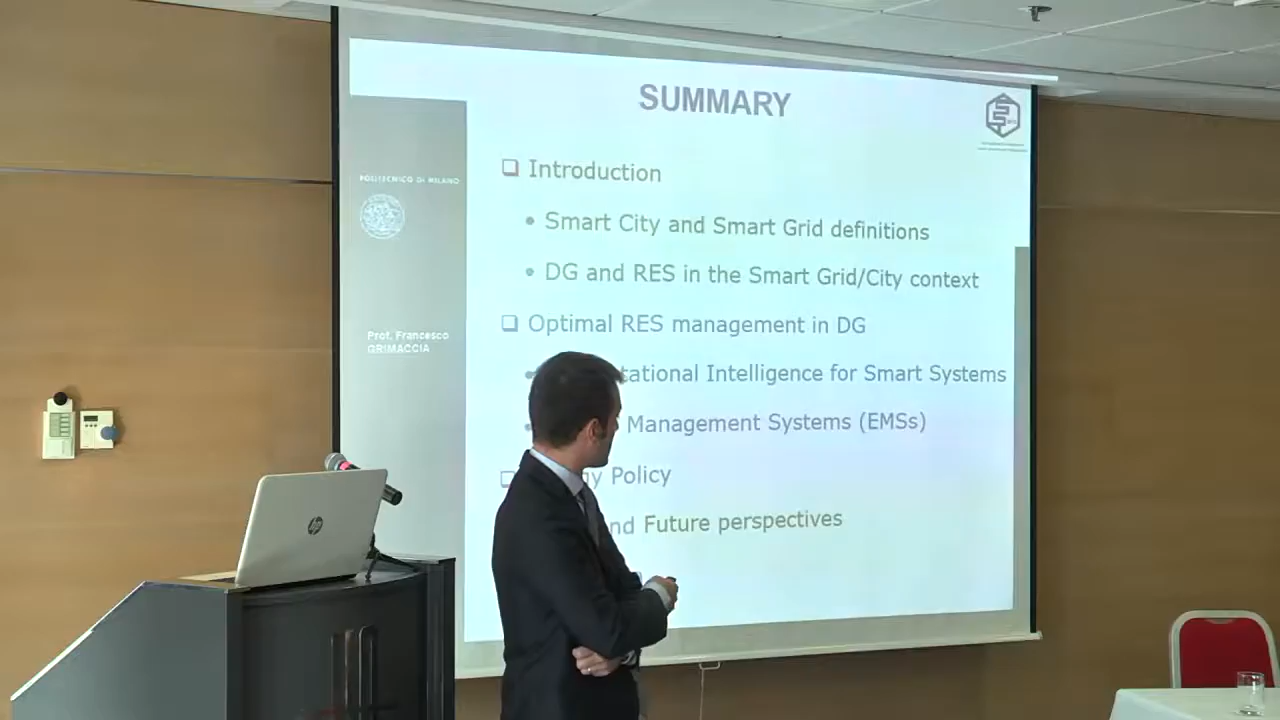 SUMMARY
POLITECNICO DI MILANO
Prof. Francesco
GRIMACCIA
❑ Introduction
• Smart City and Smart Grid definitions
• DG and RES in the Smart Grid/City context
❑ Optimal RES management in DG
tational Intelligence for Smart Systems
Management Systems (EMSs)
gy Policy
nd Future perspectives
hp